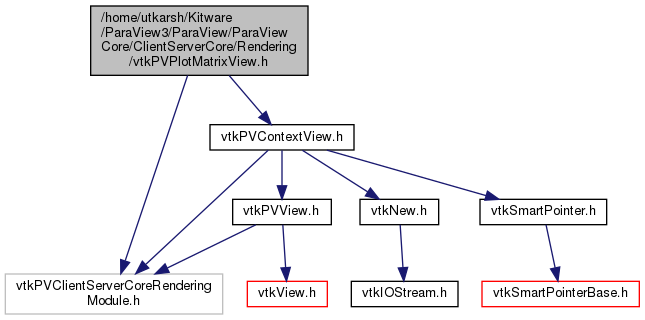 /home/utkarsh/Kitware
/ParaView3/ParaView/ParaView
Core/ClientServerCore/Rendering
/vtkPVPlotMatrixView.h
vtkPVContextView.h
vtkPVView.h
vtkNew.h
vtkSmartPointer.h
vtkPVClientServerCoreRendering
Module.h
vtkView.h
vtkIOStream.h
vtkSmartPointerBase.h